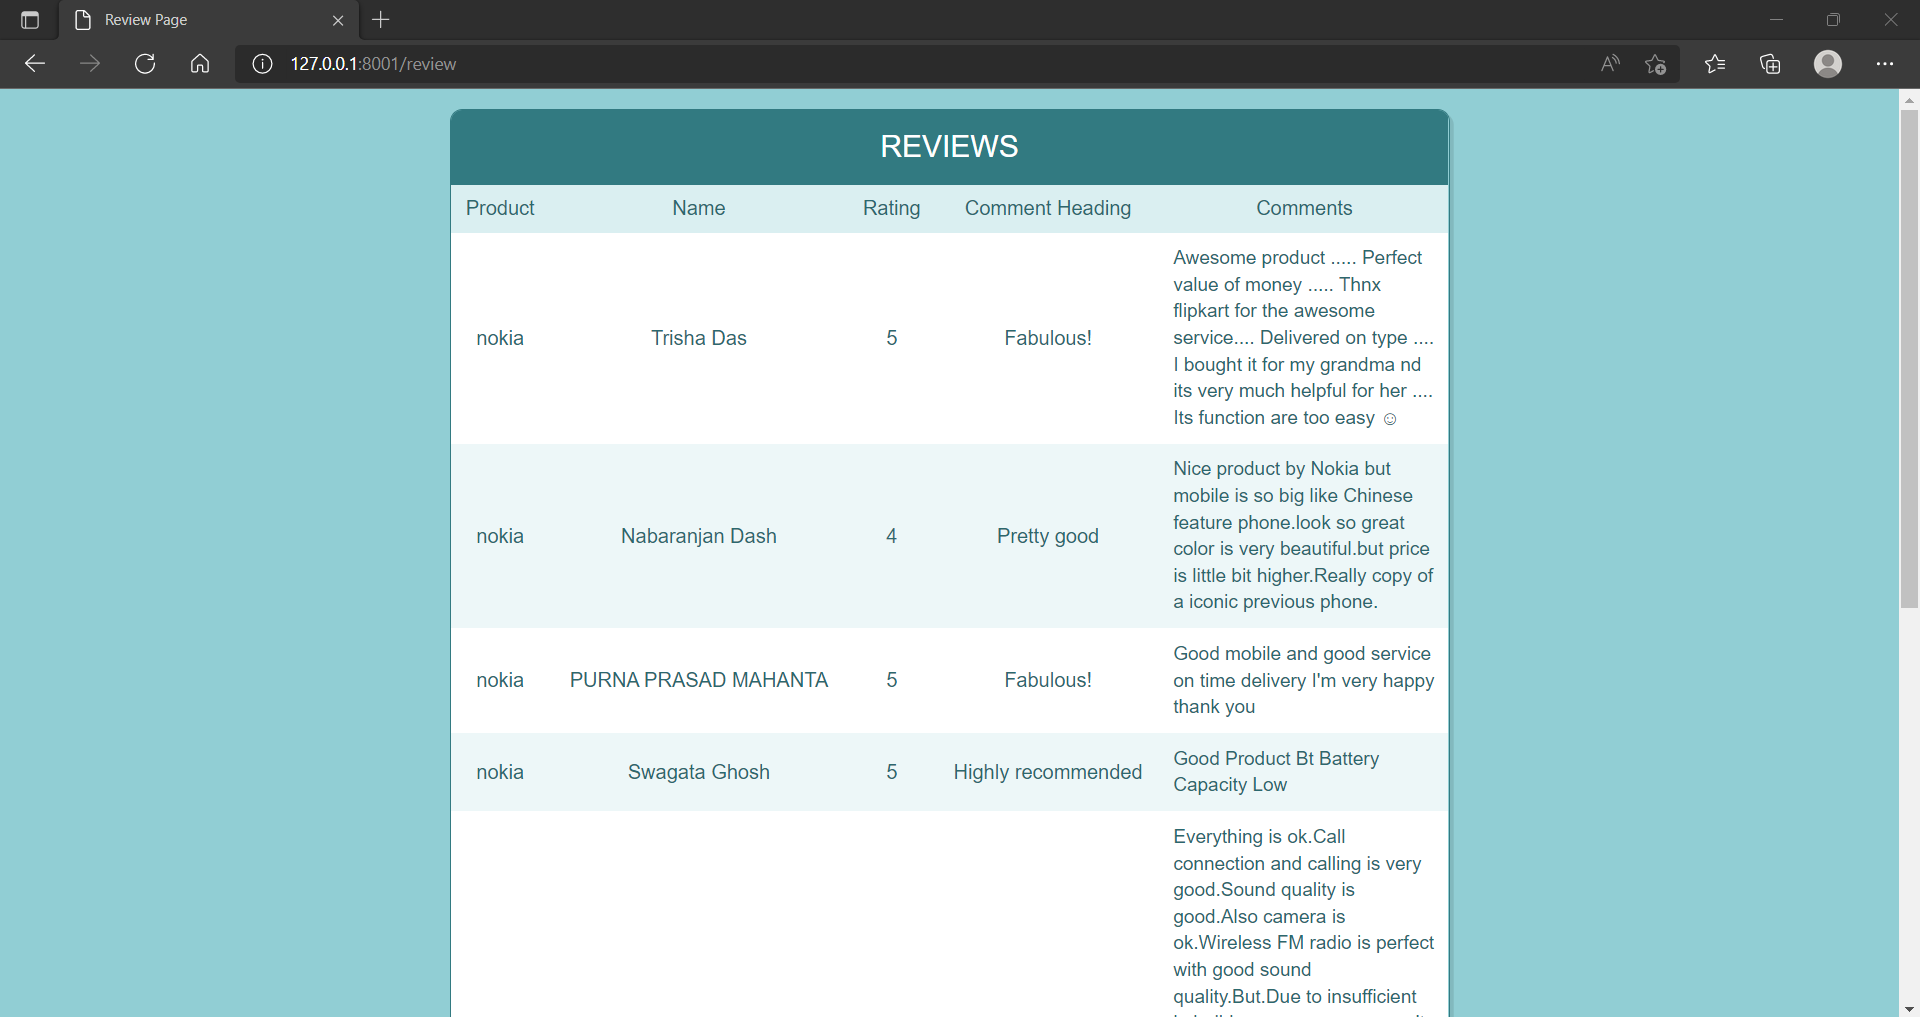 Review Page
127.0.0.1:8001/review
REVIEWS
Product Name Rating Comment Heading Comments
Awesome product ..... Perfect
value of money ..... Thnx
flipkart for the awesome
nokia Trisha Das 5 Fabulous! service.... Delivered on type ....
I bought it for my grandma nd
its very much helpful for her ....
Its function are too easy ☺
Nice product by Nokia but
mobile is so big like Chinese
feature phone.look so great
nokia Nabaranjan Dash 4 Pretty good color is very beautiful.but price
is little bit higher.Really copy of
a iconic previous phone.
Good mobile and good service
nokia PURNA PRASAD MAHANTA 5 Fabulous! on time delivery I'm very happy
thank you
nokia Swagata Ghosh 5 Highly recommended Good Product Bt Battery
Capacity Low
Everything is ok.Call
connection and calling is very
good.Sound quality is
good.Also camera is
ok.Wireless FM radio is perfect
with good sound
quality.But.Due to insufficient